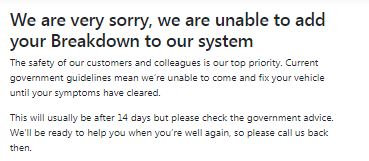 We are very sorry, we are unable to add
your Breakdown to our system
The safety of our customers and colleagues is our top priority. Current
government guidelines mean we're unable to come and fix your vehicle
until your symptoms have cleared.
This will usually be after 14 days but please check the government advice.
We'll be ready to help you when you're well again, so please call us back
then.